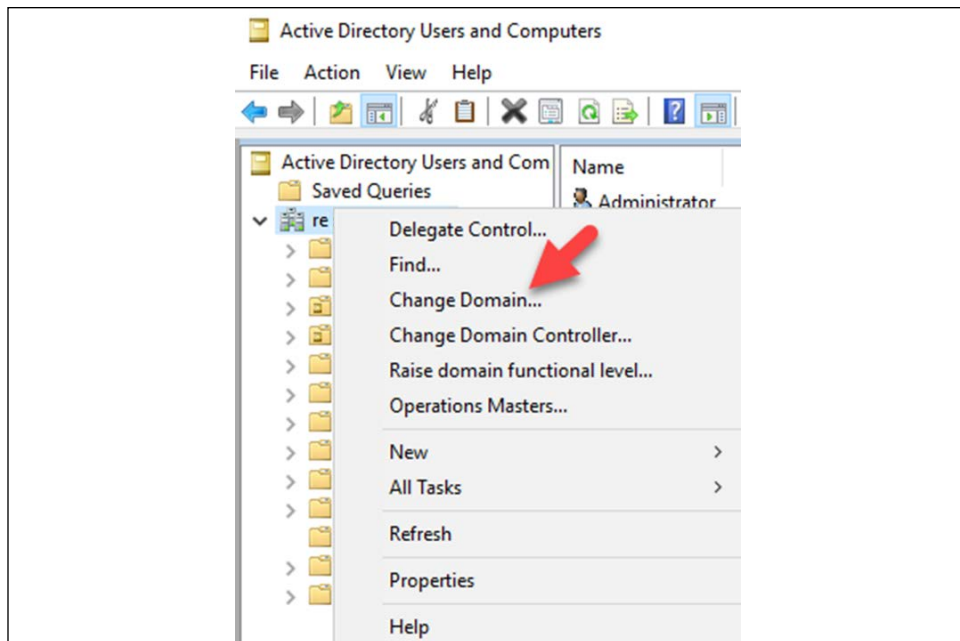 Active Directory Users and Computers
File Action View Help
Active Directory Users and Com
Name
Saved Queries
Administrator
re
Delegate Control...
Find...
Change Domain...
Change Domain Controller...
Raise domain functional level...
Operations Masters...
New
All Tasks
Refresh
Properties
Help